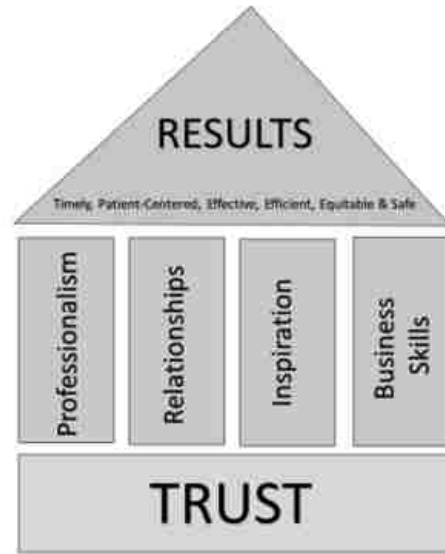 RESULTS
Timely, Patient-Centered, Effective, Efficient, Equitable & Safe
Professionalism
Relationships
Inspiration
Business
Skills
TRUST